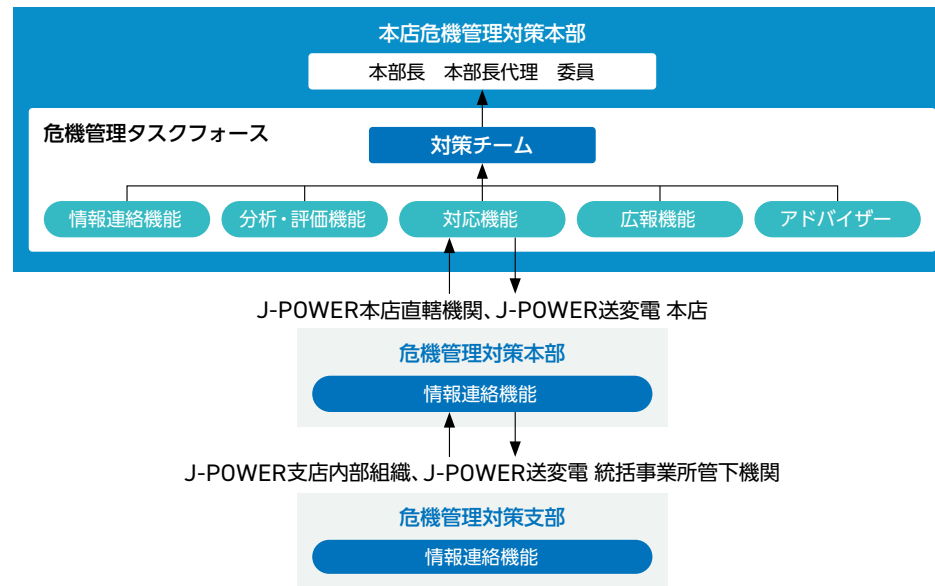 本店危機管理対策本部
本部長　本部長代理　委員
危機管理タスクフォース
対策チーム
情報連絡機能
分析・評価機能
対応機能
広報機能
アドバイザー
J-POWER本店直轄機関、J-POWER送変電 本店
危機管理対策本部
情報連絡機能
J-POWER支店内部組織、J-POWER送変電 統括事業所管下機関
危機管理対策支部
情報連絡機能